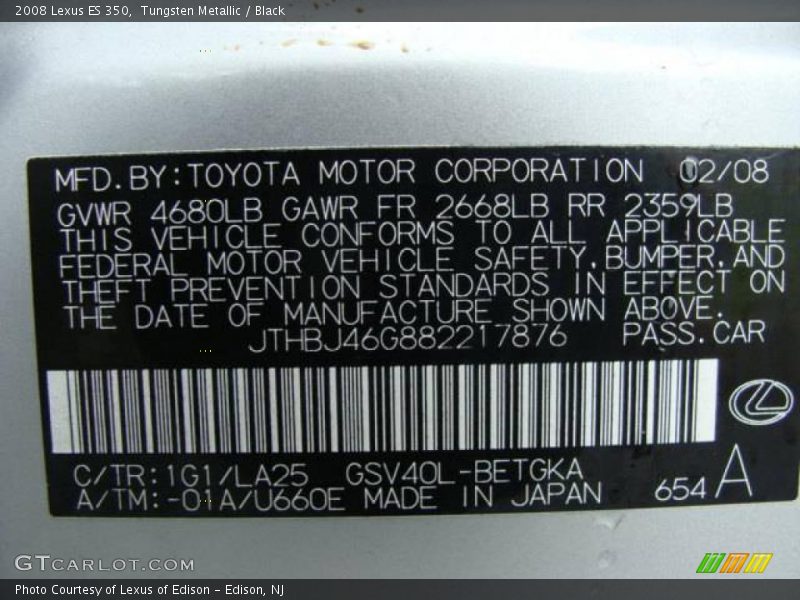 2008 Lexus ES 350,  Tungsten Metallic / Black
MFD. BY: TOYOTA MOTOR CORPORATION 02/08
GVWR 4680LB GAWR FR 2668LB RR 2359LB
THIS VEHICLE CONFORMS TO ALL APPLICABLE
FEDERAL MOTOR VEHICLE SAFETY, BUMPER, AND
THEFT PREVENTION STANDARDS IN EFFECT ON
THE DATE OF MANUFACTURE SHOWN ABOVE.
JTHBJ46G882217876 PASS. CAR
C/TR: 1G1/LA25 GSV40L-BETGKA
A/TM:-01A/U660E MADE IN JAPAN 654 A
GTCARLOT.COM
Photo Courtesy of Lexus of Edison – Edison, NJ